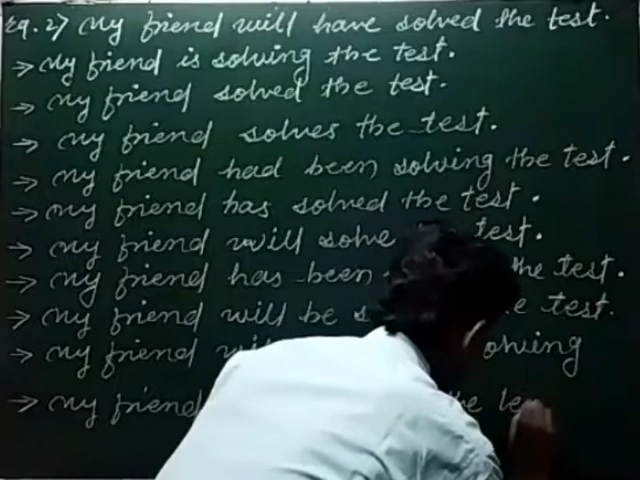 Eg. 2) My friend will have solved the test.
→ My friend is solving the test.
→ My friend solved the test.
→ My friend solves the test.
→ My friend had been solving the test.
→ My friend has solved the test.
→ My friend will solve test.
→ My friend has been the test.
→ My friend will be test.
→ My friend
→ My friend